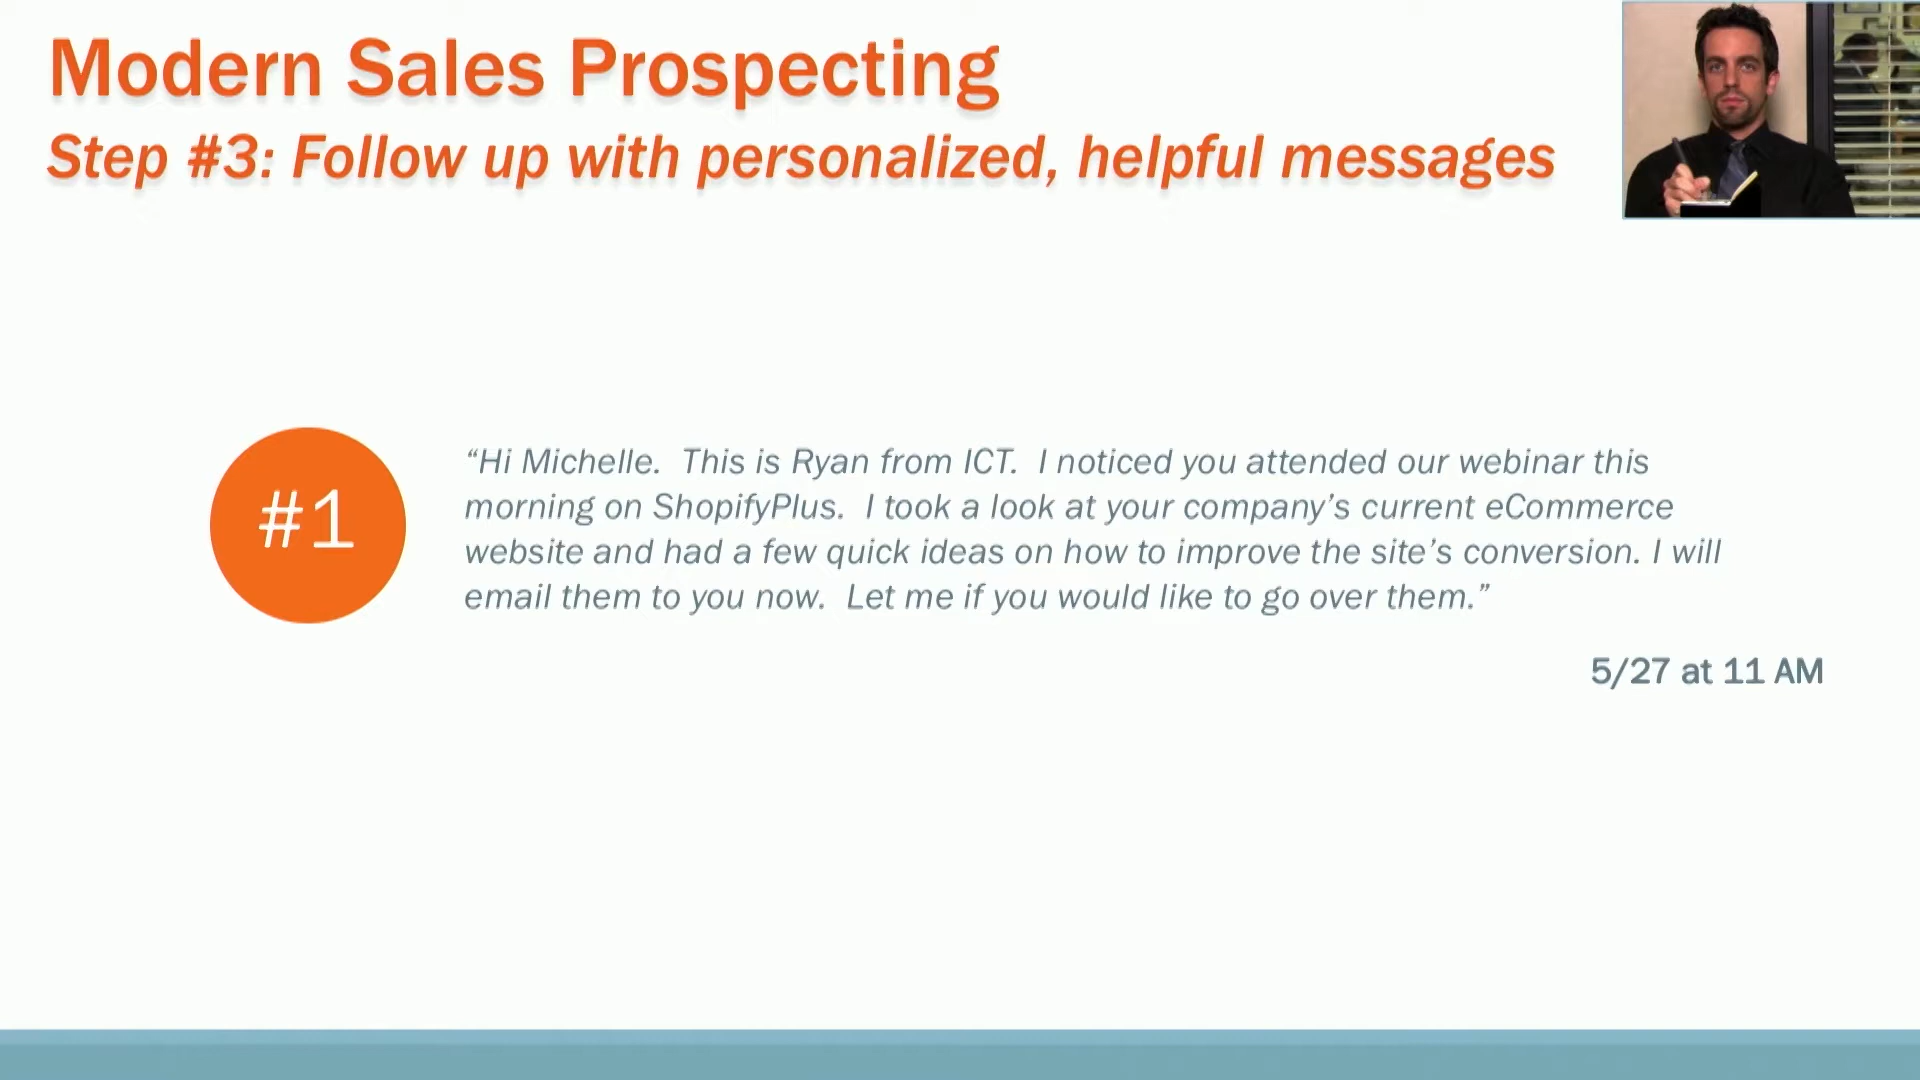 Modern Sales Prospecting
Step #3: Follow up with personalized, helpful messages
#1
“Hi Michelle.  This is Ryan from ICT.  I noticed you attended our webinar this
morning on ShopifyPlus.  I took a look at your company’s current eCommerce
website and had a few quick ideas on how to improve the site’s conversion. I will
email them to you now.  Let me if you would like to go over them.”
5/27 at 11 AM